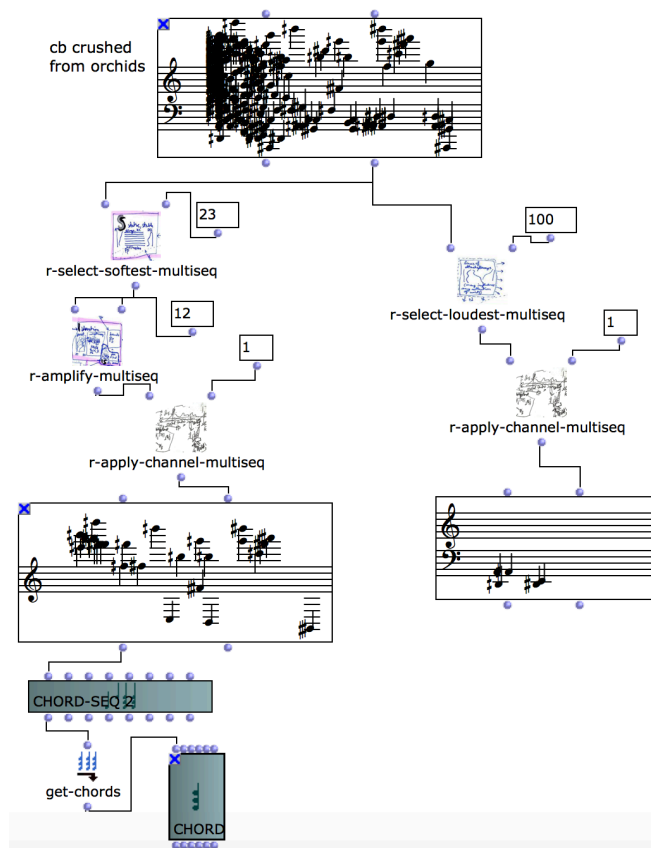 cb crushed
from orchids
23
100
r-select-softest-multiseq
r-select-loudest-multiseq
12
1
1
r-amplify-multiseq
r-apply-channel-multiseq
r-apply-channel-multiseq
CHORD-SEQ 2
get-chords
CHORD